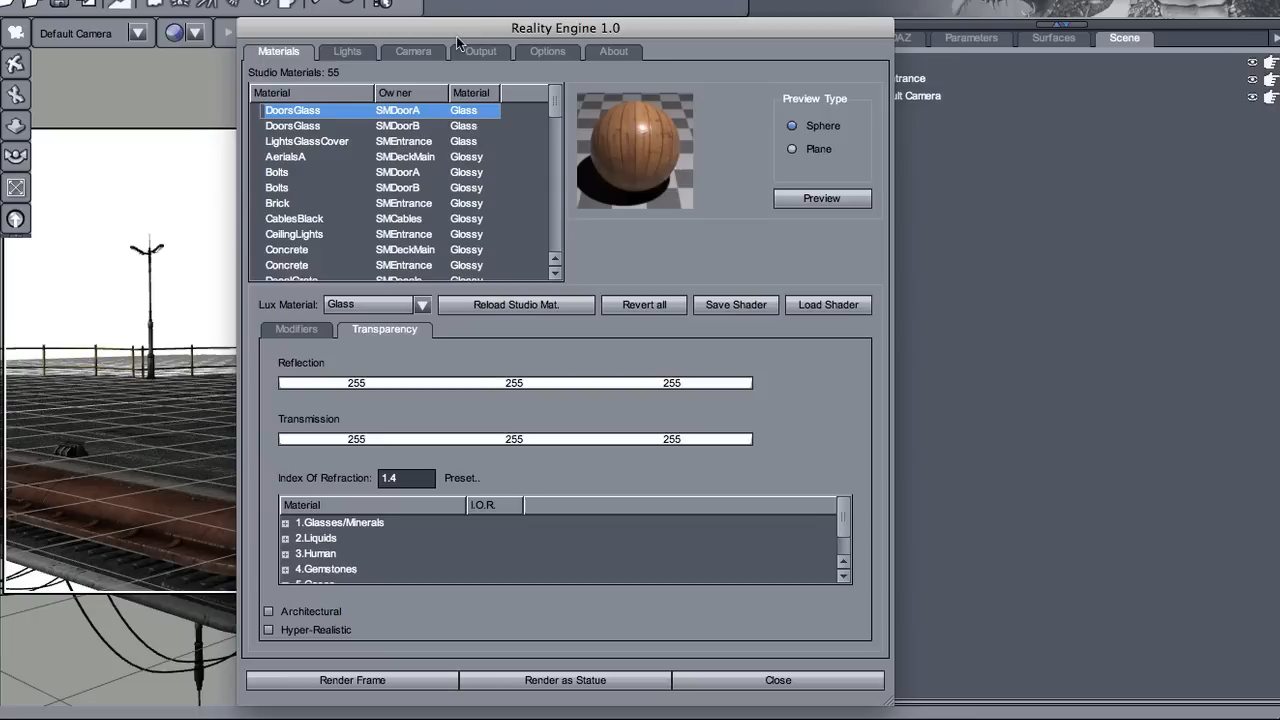 Reality Engine 1.0
Default Camera
Materials Lights Camera Output Options About
AZ Parameters Surfaces Scene
Studio Materials: 55
Material Owner Material
DoorsGlass SMDoorA Glass
DoorsGlass SMDoorB Glass
LightsGlassCover SMEntrance Glass
AerialsA SMDeckMain Glossy
Bolts SMDoorA Glossy
Bolts SMDoorB Glossy
Brick SMEntrance Glossy
CablesBlack SMCables Glossy
CeilingLights SMEntrance Glossy
Concrete SMDeckMain Glossy
Concrete SMEntrance Glossy
Preview Type
Sphere
Plane
Preview
trance
ult Camera
Lux Material: Glass Reload Studio Mat. Revert all Save Shader Load Shader
Modifiers Transparency
Reflection
255 255 255
Transmission
255 255 255
Index Of Refraction: 1.4 Preset..
Material I.O.R.
1.Glasses/Minerals
2.Liquids
3.Human
4.Gemstones
Architectural
Hyper-Realistic
Render Frame Render as Statue Close